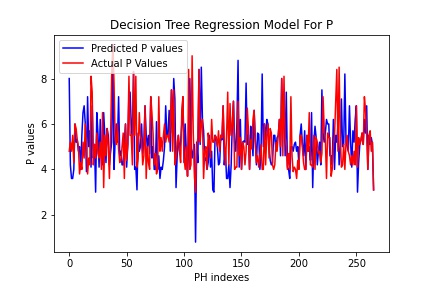 Decision Tree Regression Model For P
Predicted P values
Actual P Values
P values
8
6
4
2
0
50
100
150
200
250
PH indexes